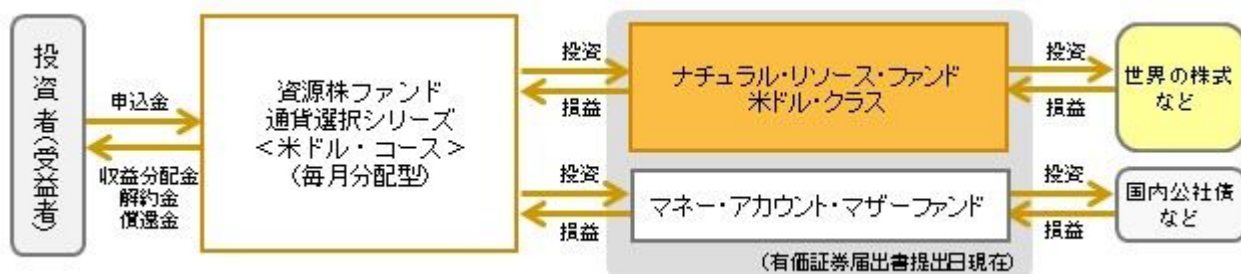 投資者(受益者)
申込金
収益分配金
解約金
償還金
資源株ファンド
通貨選択シリーズ
＜米ドル・コース＞
(毎月分配型)
投資
損益
投資
損益
ナチュラル・リソース・ファンド
米ドル・クラス
マネー・アカウント・マザーファンド
(有価証券届出書提出日現在)
投資
損益
投資
損益
世界の株式
など
国内公社債
など